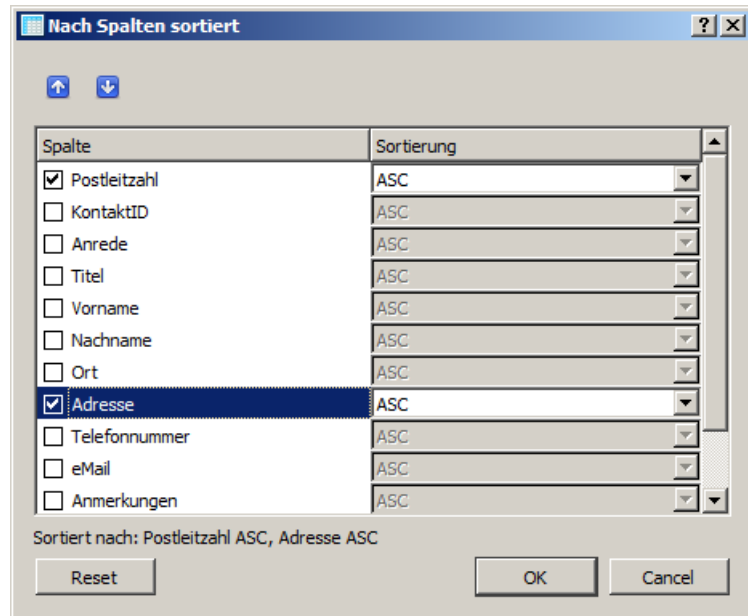 Nach Spalten sortiert
Spalte Sortierung
Postleitzahl ASC
KontaktID ASC
Anrede ASC
Titel ASC
Vorname ASC
Nachname ASC
Ort ASC
Adresse ASC
Telefonnummer ASC
eMail ASC
Anmerkungen ASC
Sortiert nach: Postleitzahl ASC, Adresse ASC
Reset OK Cancel